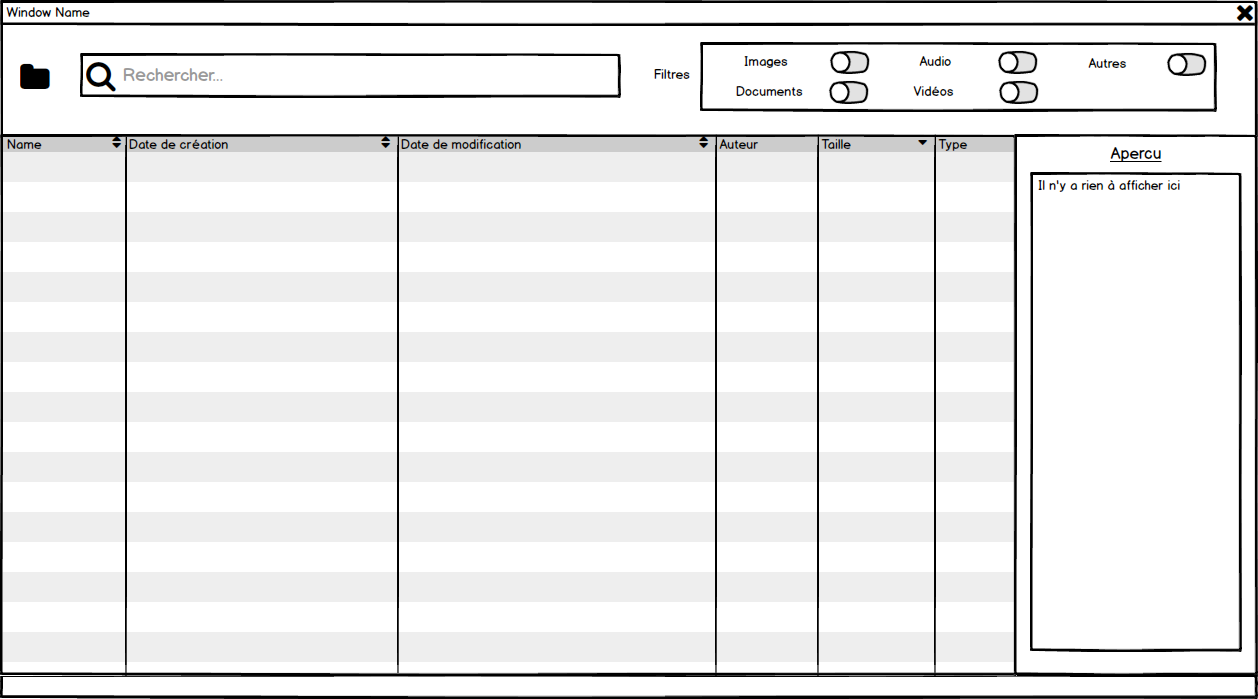 Window Name
Rechercher...
Filtres
Images
Audio
Autres
Documents
Vidéos
Name
Date de création
Date de modification
Auteur
Taille
Type
Apercu
Il n'y a rien à afficher ici